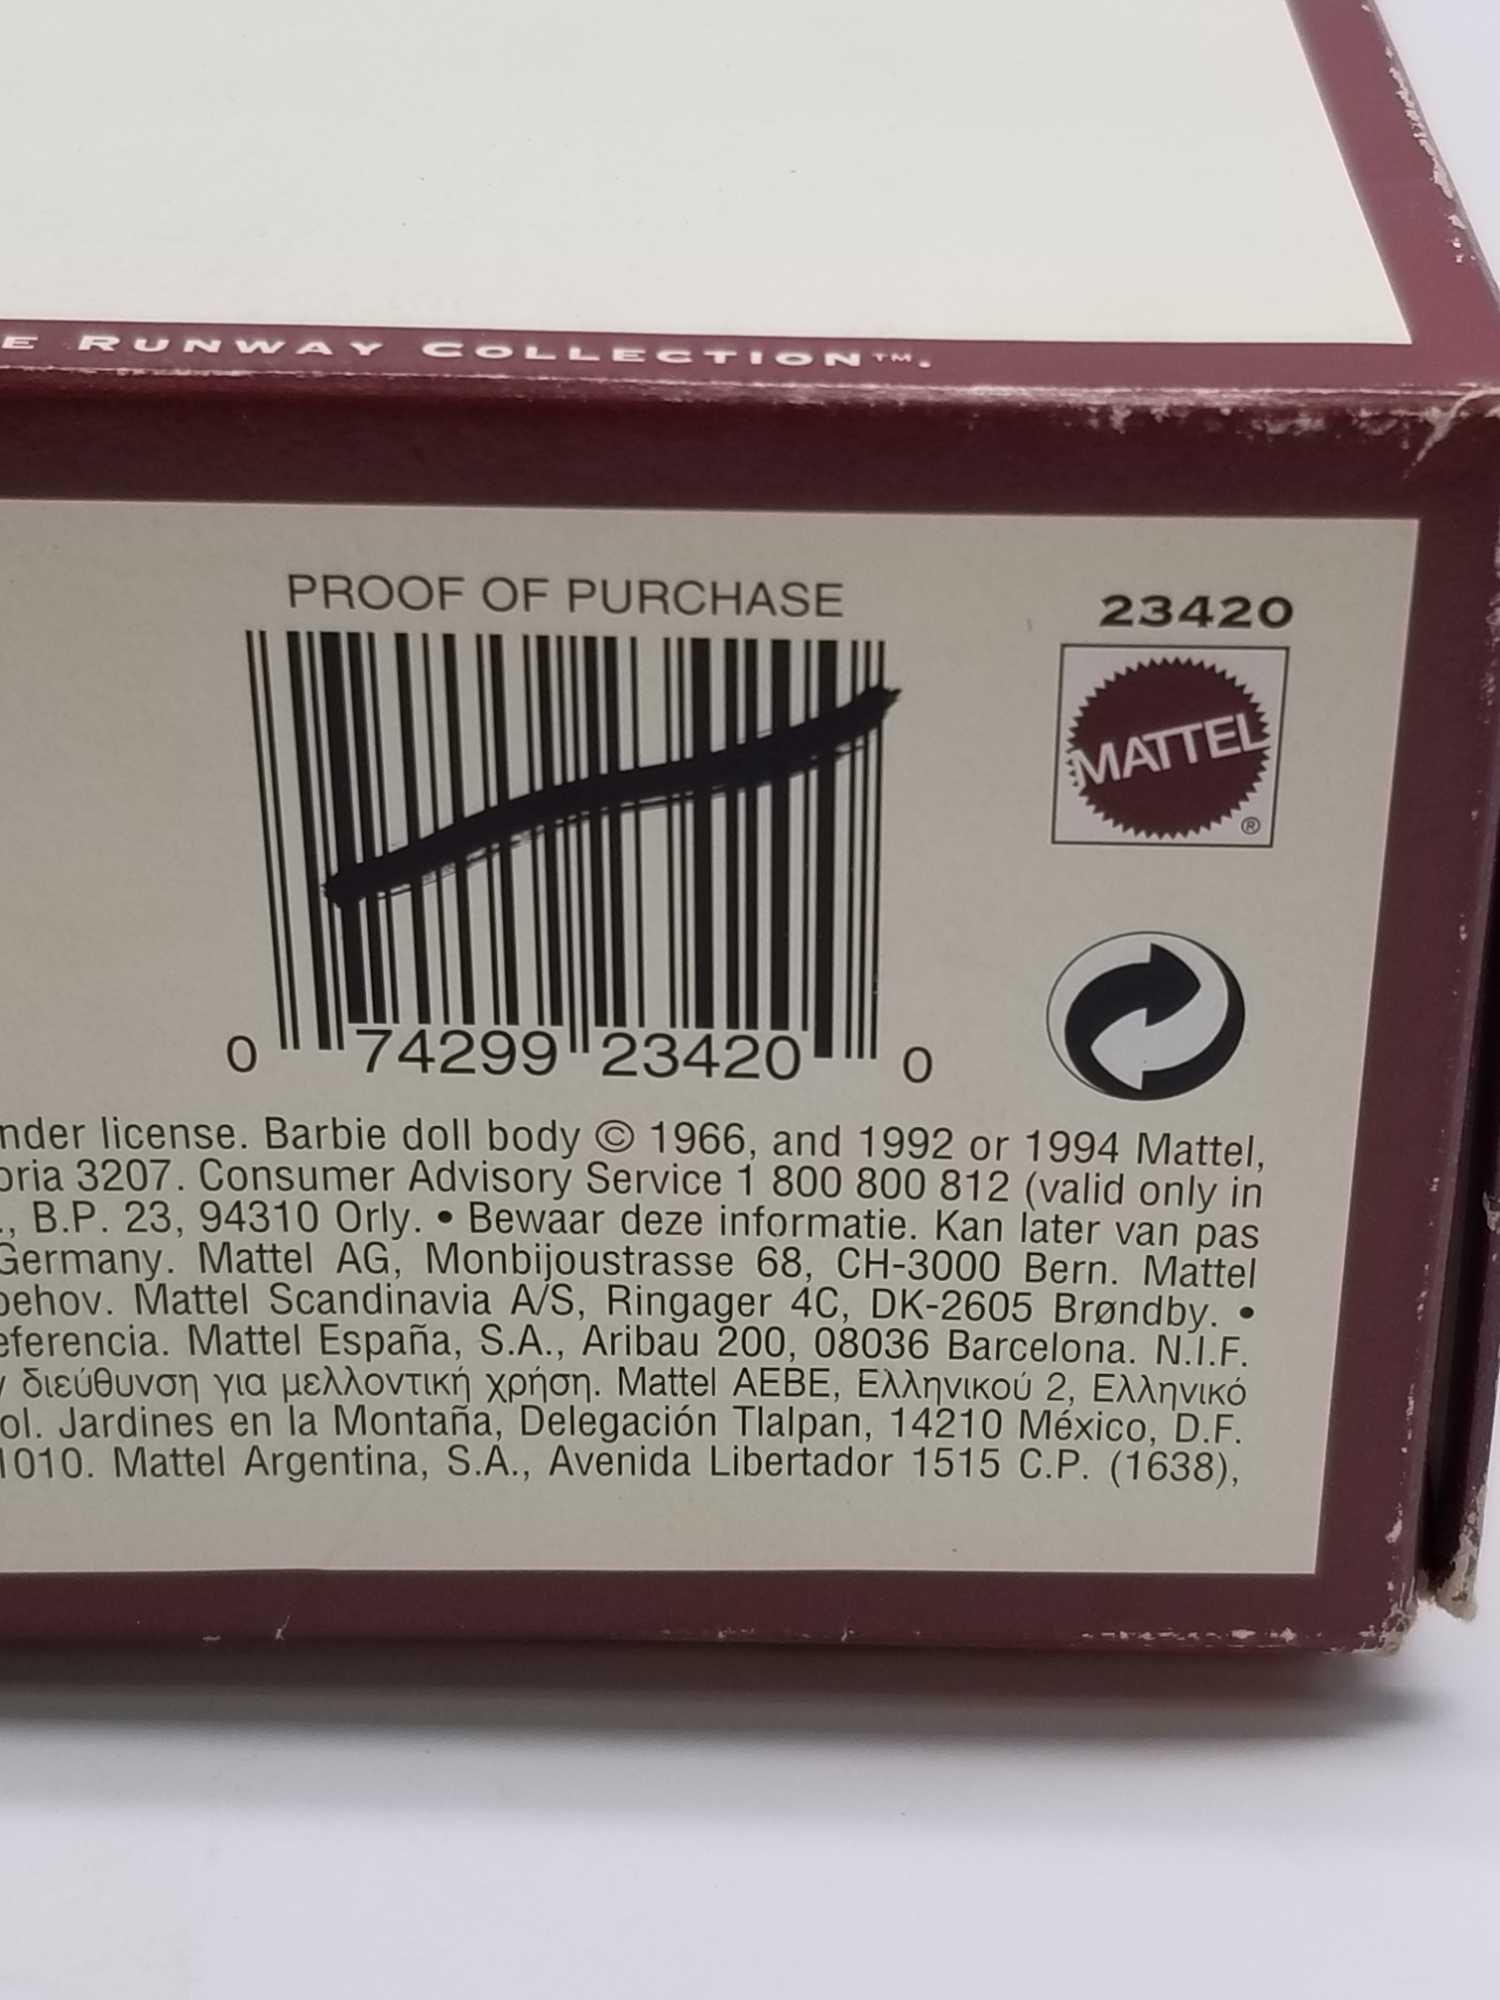 E RUNWAY COLLECTION™.
PROOF OF PURCHASE
23420
MATTEL
®
0 74299 23420 0
nder license. Barbie doll body © 1966, and 1992 or 1994 Mattel,
oria 3207. Consumer Advisory Service 1 800 800 812 (valid only in
., B.P. 23, 94310 Orly. • Bewaar deze informatie. Kan later van pas
Germany. Mattel AG, Monbijoustrasse 68, CH-3000 Bern. Mattel
behov. Mattel Scandinavia A/S, Ringager 4C, DK-2605 Brøndby. •
eferencia. Mattel España, S.A., Aribau 200, 08036 Barcelona. N.I.F.
διεύθυνση για μελλοντική χρήση. Mattel AEBE, Ελληνικού 2, Ελληνικό
ol. Jardines en la Montaña, Delegación Tlalpan, 14210 México, D.F.
1010. Mattel Argentina, S.A., Avenida Libertador 1515 C.P. (1638),